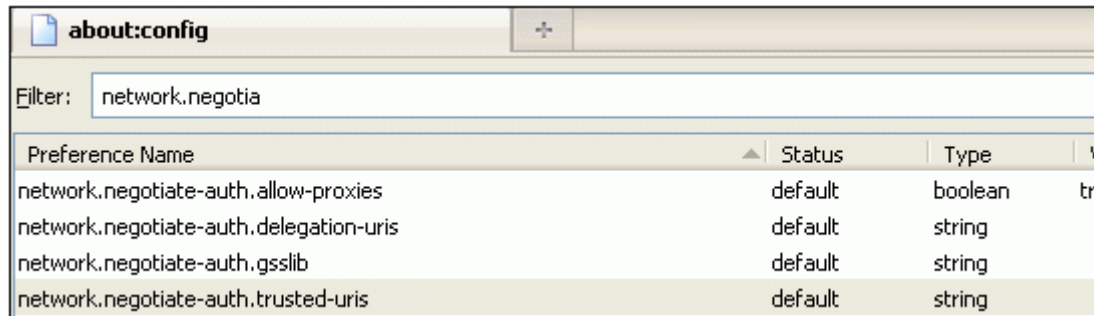 about:config
Filter: network.negotia
Preference Name Status Type
network.negotiate-auth.allow-proxies default boolean
network.negotiate-auth.delegation-uris default string
network.negotiate-auth.gsslib default string
network.negotiate-auth.trusted-uris default string